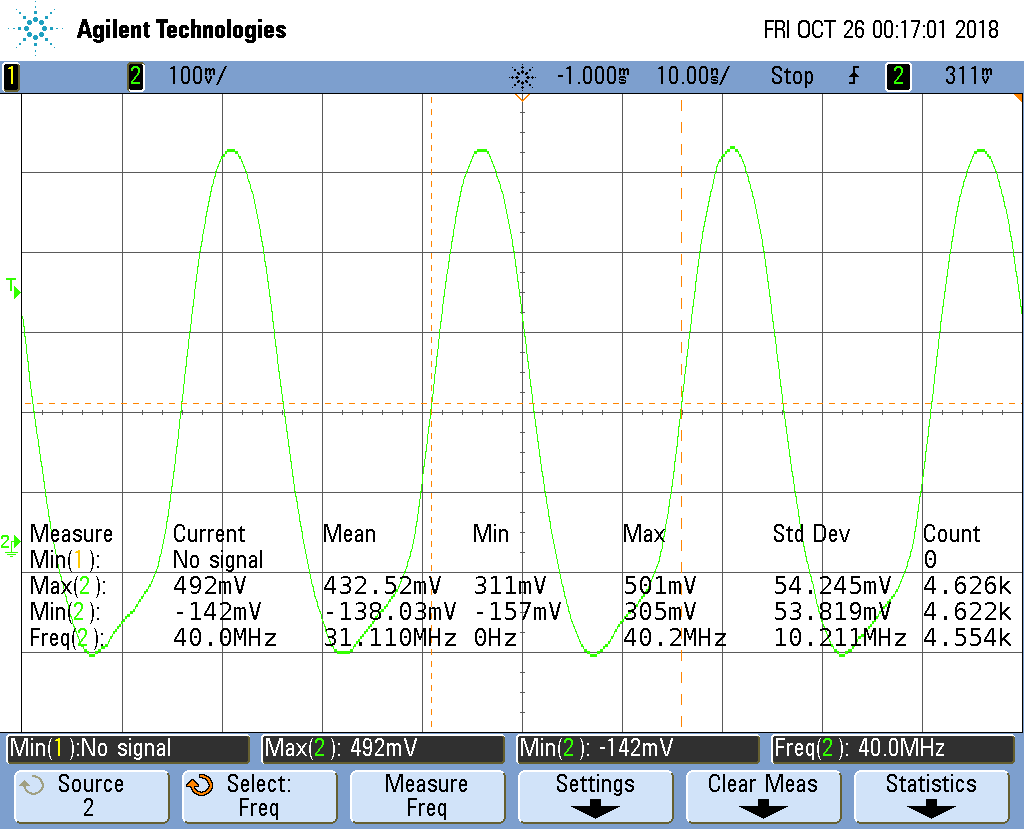 Agilent Technologies FRI OCT 26 00:17:01 2018
1 2 100mV/ -1.000ms 10.00ns/ Stop 2 311mV
T
2
Measure Current Mean Min Max Std Dev Count
Min(1): No signal 0
Max(2): 492mV 432.52mV 311mV 501mV 54.245mV 4.626k
Min(2): -142mV -138.03mV -157mV 305mV 53.819mV 4.622k
Freq(2): 40.0MHz 31.110MHz 0Hz 40.2MHz 10.211MHz 4.554k
Min(1):No signal Max(2): 492mV Min(2): -142mV Freq(2): 40.0MHz
Source Select: Measure Settings Clear Meas Statistics
2 Freq Freq